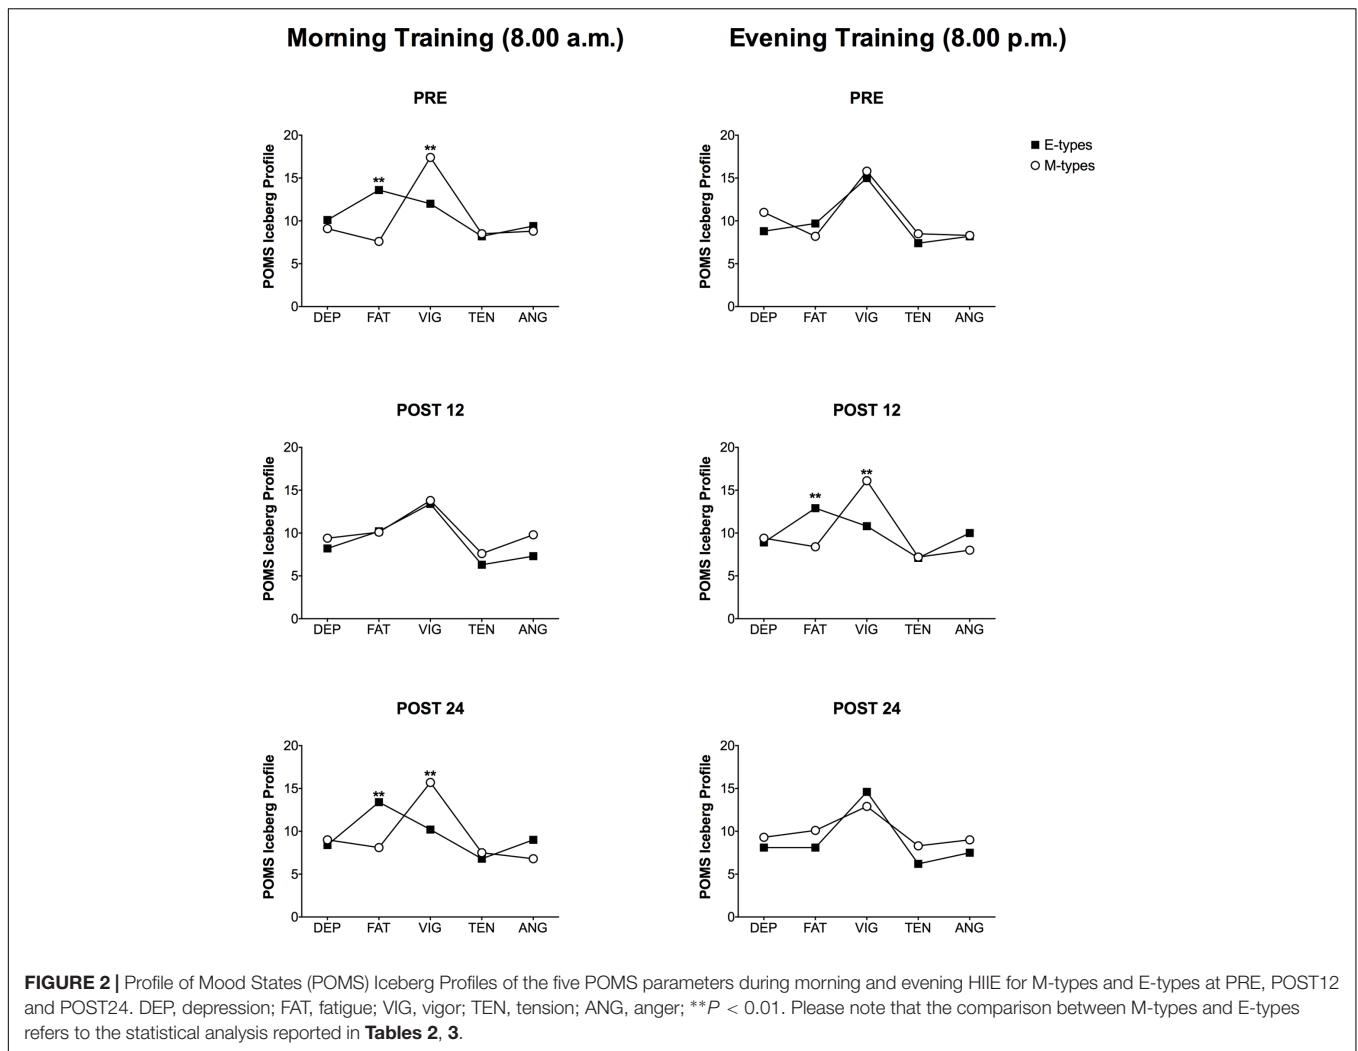 Morning Training (8.00 a.m.)
Evening Training (8.00 p.m.)
PRE
POMS Iceberg Profile
20
15
10
5
0
**
**
DEP FAT VIG TEN ANG
PRE
POMS Iceberg Profile
20
15
10
5
0
DEP FAT VIG TEN ANG
E-types
M-types
POST 12
POMS Iceberg Profile
20
15
10
5
0
DEP FAT VIG TEN ANG
POST 12
POMS Iceberg Profile
20
15
10
5
0
**
**
DEP FAT VIG TEN ANG
POST 24
POMS Iceberg Profile
20
15
10
5
0
**
**
DEP FAT VIG TEN ANG
POST 24
POMS Iceberg Profile
20
15
10
5
0
DEP FAT VIG TEN ANG
FIGURE 2 | Profile of Mood States (POMS) Iceberg Profiles of the five POMS parameters during morning and evening HIIE for M-types and E-types at PRE, POST12
and POST24. DEP, depression; FAT, fatigue; VIG, vigor; TEN, tension; ANG, anger; **P < 0.01. Please note that the comparison between M-types and E-types
refers to the statistical analysis reported in Tables 2, 3.